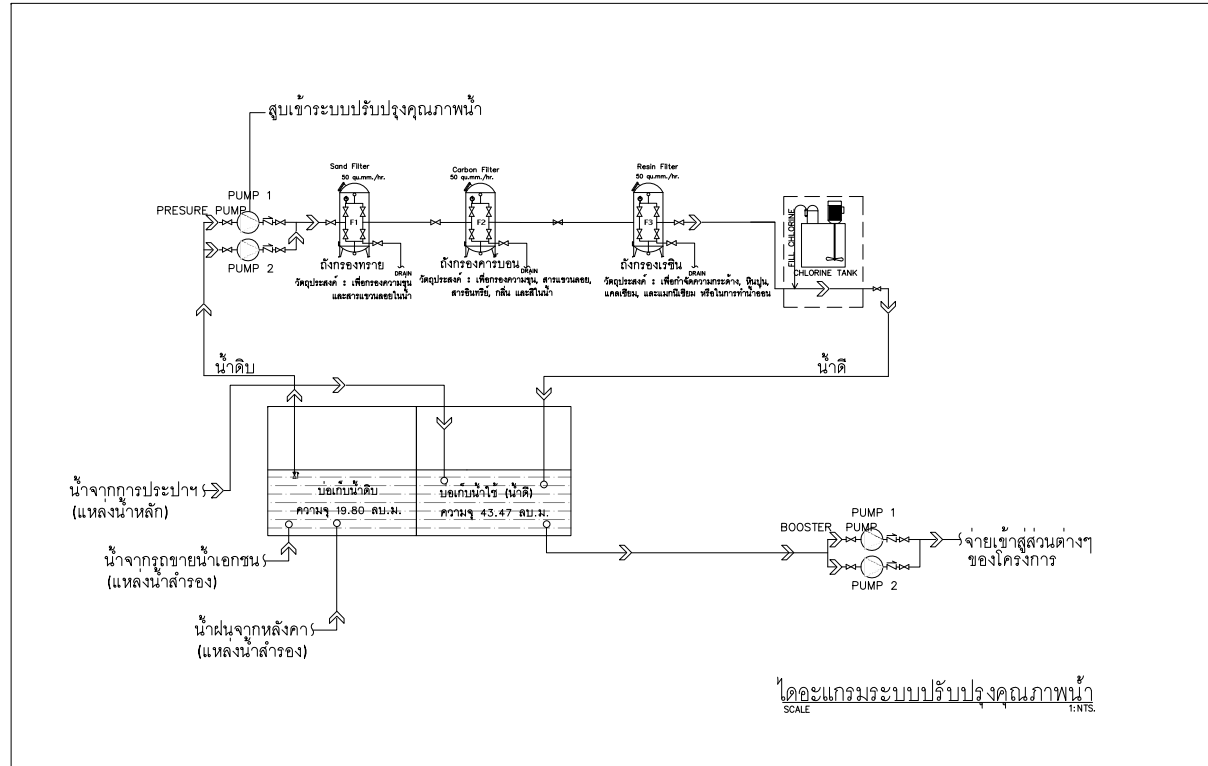 สูบเข้าระบบปรับปรุงคุณภาพน้ำ
Sand Filter
50 qu.mm./hr.
Carbon Filter
50 qu.mm./hr.
Resin Filter
50 qu.mm./hr.
PUMP 1
PRESURE PUMP
PUMP 2
F1
F2
F3
FILL CHLORINE
CHLORINE TANK
ถังกรองทราย
DRAIN
วัตถุประสงค์ : เพื่อกรองความขุ่น
และสารแขวนลอยในน้ำ
ถังกรองคารบอน
DRAIN
วัตถุประสงค์ : เพื่อกรองความขุ่น, สารแขวนลอย,
สารอินทรีย์, กลิ่น และสีในน้ำ
ถังกรองเรซิน
DRAIN
วัตถุประสงค์ : เพื่อกำจัดความกระด้าง, หินปูน,
แคลเซียม, และแมกนีเซียม หรือในการทำน้ำอ่อน
น้ำดิบ
น้ำดี
น้ำจากการประปาฯ
(แหล่งน้ำหลัก)
บ่อเก็บน้ำดิบ
ความจุ 19.80 ลบ.ม.
บ่อเก็บน้ำใช้ (น้ำดี)
ความจุ 43.47 ลบ.ม.
น้ำจากรถขายน้ำเอกชน
(แหล่งน้ำสำรอง)
น้ำฝนจากหลังคา
(แหล่งน้ำสำรอง)
PUMP 1
BOOSTER PUMP
PUMP 2
จ่ายเข้าสู่ส่วนต่างๆ
ของโครงการ
ไดอะแกรมระบบปรับปรุงคุณภาพน้ำ
SCALE 1:NTS.